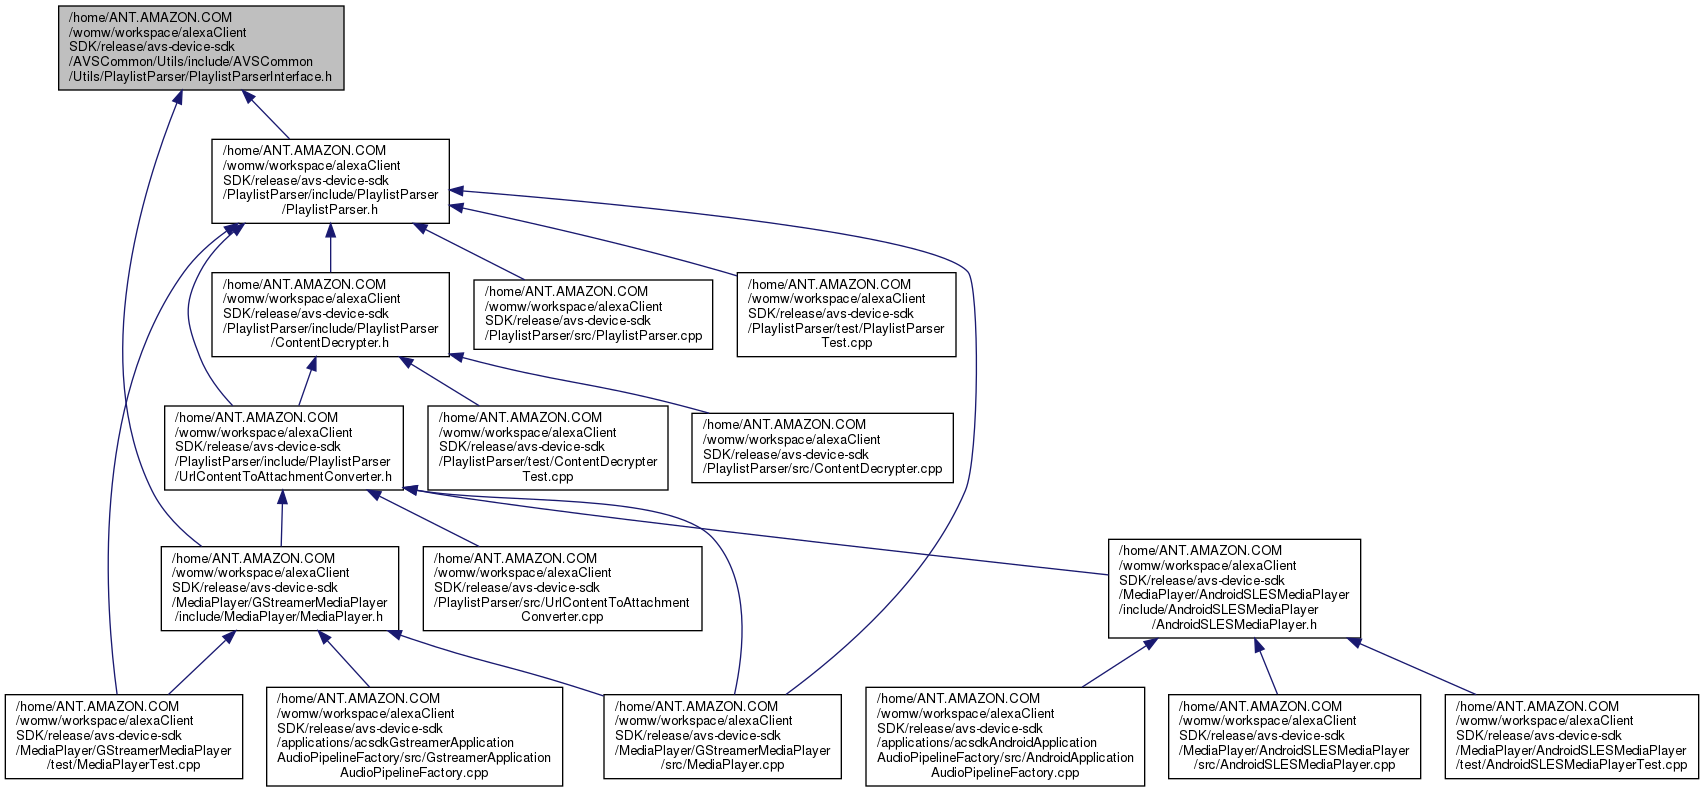 /home/ANT.AMAZON.COM
/womw/workspace/alexaClient
SDK/release/avs-device-sdk
/AVSCommon/Utils/include/AVSCommon
/Utils/PlaylistParser/PlaylistParserInterface.h
/home/ANT.AMAZON.COM
/womw/workspace/alexaClient
SDK/release/avs-device-sdk
/PlaylistParser/include/PlaylistParser
/PlaylistParser.h
/home/ANT.AMAZON.COM
/womw/workspace/alexaClient
SDK/release/avs-device-sdk
/PlaylistParser/include/PlaylistParser
/ContentDecrypter.h
/home/ANT.AMAZON.COM
/womw/workspace/alexaClient
SDK/release/avs-device-sdk
/PlaylistParser/src/PlaylistParser.cpp
/home/ANT.AMAZON.COM
/womw/workspace/alexaClient
SDK/release/avs-device-sdk
/PlaylistParser/test/PlaylistParser
Test.cpp
/home/ANT.AMAZON.COM
/womw/workspace/alexaClient
SDK/release/avs-device-sdk
/PlaylistParser/include/PlaylistParser
/UrlContentToAttachmentConverter.h
/home/ANT.AMAZON.COM
/womw/workspace/alexaClient
SDK/release/avs-device-sdk
/PlaylistParser/test/ContentDecrypter
Test.cpp
/home/ANT.AMAZON.COM
/womw/workspace/alexaClient
SDK/release/avs-device-sdk
/PlaylistParser/src/ContentDecrypter.cpp
/home/ANT.AMAZON.COM
/womw/workspace/alexaClient
SDK/release/avs-device-sdk
/MediaPlayer/GStreamerMediaPlayer
/include/MediaPlayer/MediaPlayer.h
/home/ANT.AMAZON.COM
/womw/workspace/alexaClient
SDK/release/avs-device-sdk
/PlaylistParser/src/UrlContentToAttachment
Converter.cpp
/home/ANT.AMAZON.COM
/womw/workspace/alexaClient
SDK/release/avs-device-sdk
/MediaPlayer/AndroidSLESMediaPlayer
/include/AndroidSLESMediaPlayer
/AndroidSLESMediaPlayer.h
/home/ANT.AMAZON.COM
/womw/workspace/alexaClient
SDK/release/avs-device-sdk
/MediaPlayer/GStreamerMediaPlayer
/test/MediaPlayerTest.cpp
/home/ANT.AMAZON.COM
/womw/workspace/alexaClient
SDK/release/avs-device-sdk
/applications/acsdkGstreamerApplication
AudioPipelineFactory/src/GstreamerApplication
AudioPipelineFactory.cpp
/home/ANT.AMAZON.COM
/womw/workspace/alexaClient
SDK/release/avs-device-sdk
/MediaPlayer/GStreamerMediaPlayer
/src/MediaPlayer.cpp
/home/ANT.AMAZON.COM
/womw/workspace/alexaClient
SDK/release/avs-device-sdk
/applications/acsdkAndroidApplication
AudioPipelineFactory/src/AndroidApplication
AudioPipelineFactory.cpp
/home/ANT.AMAZON.COM
/womw/workspace/alexaClient
SDK/release/avs-device-sdk
/MediaPlayer/AndroidSLESMediaPlayer
/src/AndroidSLESMediaPlayer.cpp
/home/ANT.AMAZON.COM
/womw/workspace/alexaClient
SDK/release/avs-device-sdk
/MediaPlayer/AndroidSLESMediaPlayer
/test/AndroidSLESMediaPlayerTest.cpp